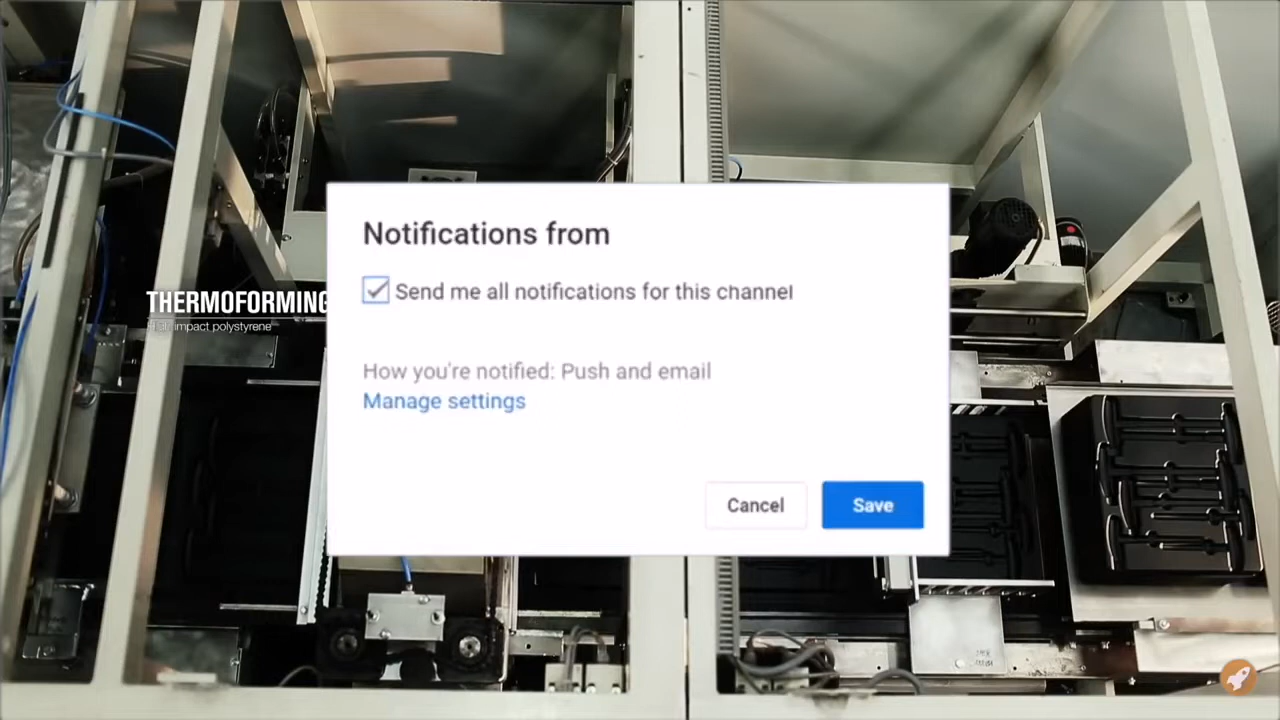 Notifications from
Send me all notifications for this channel
THERMOFORMING
impact polystyrene
How you're notified: Push and email
Manage settings
Cancel
Save